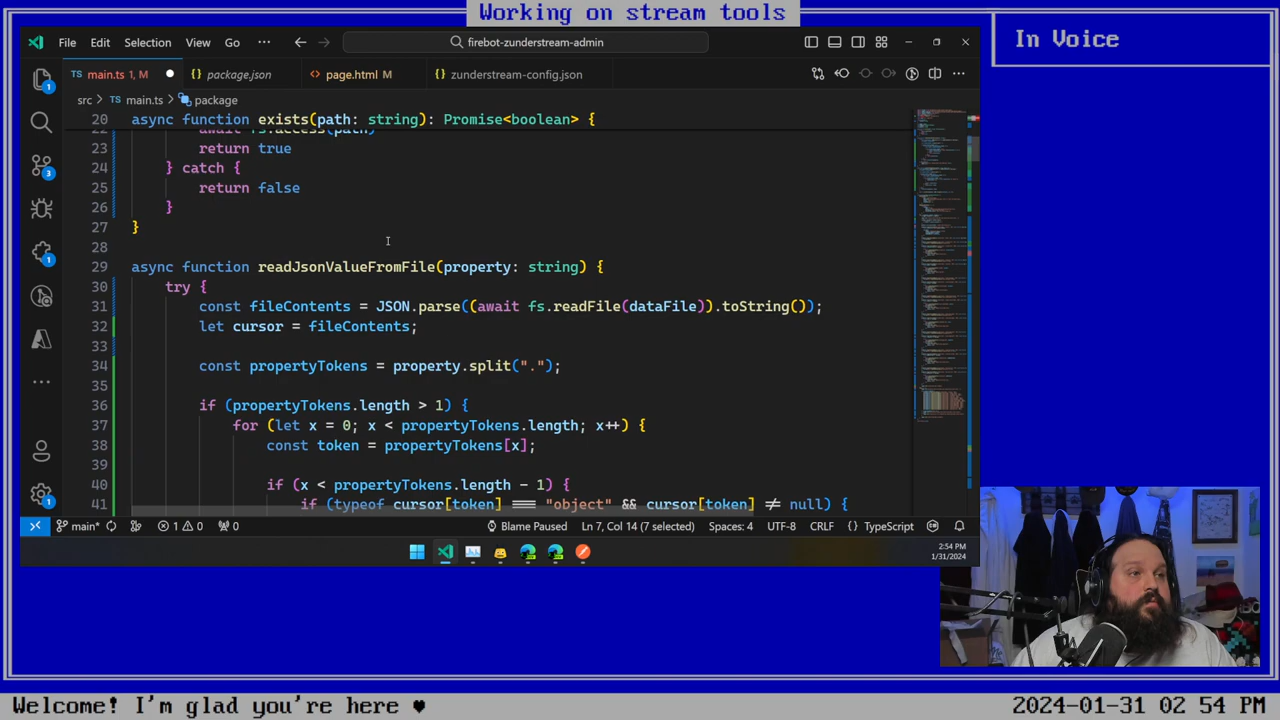 Working on stream tools
In Voice
File Edit Selection View Go ··· firebot-zunderstream-admin
main.ts 1, M package.json page.html M zunderstream-config.json
src > TS main.ts > package
20 async function exists(path: string): Promise<boolean> {
22 await fs.access(path)
23 return true
24 } catch {
25 return false
26 }
27 }
28
29 (property: string) {
30 try {
31 const fileContents = JSON.parse((await fs.readFile(datafile)).toString());
32 let cursor = fileContents;
33
34 const propertyTokens = property.split(".");
35
36 if (propertyTokens.length > 1) {
37 for (let x = 0; x < propertyTokens.length; x++) {
38 const token = propertyTokens[x];
39
40 if (x < propertyTokens.length - 1) {
41 if (typeof cursor[token] === "object" && cursor[token] ≠ null) {
main* 1 0 0 Blame Paused Ln 7, Col 14 (7 selected) Spaces: 4 UTF-8 CRLF {} TypeScript
2:54 PM
1/31/2024
Welcome! I'm glad you're here ♥ 2024-01-31 02 54 PM